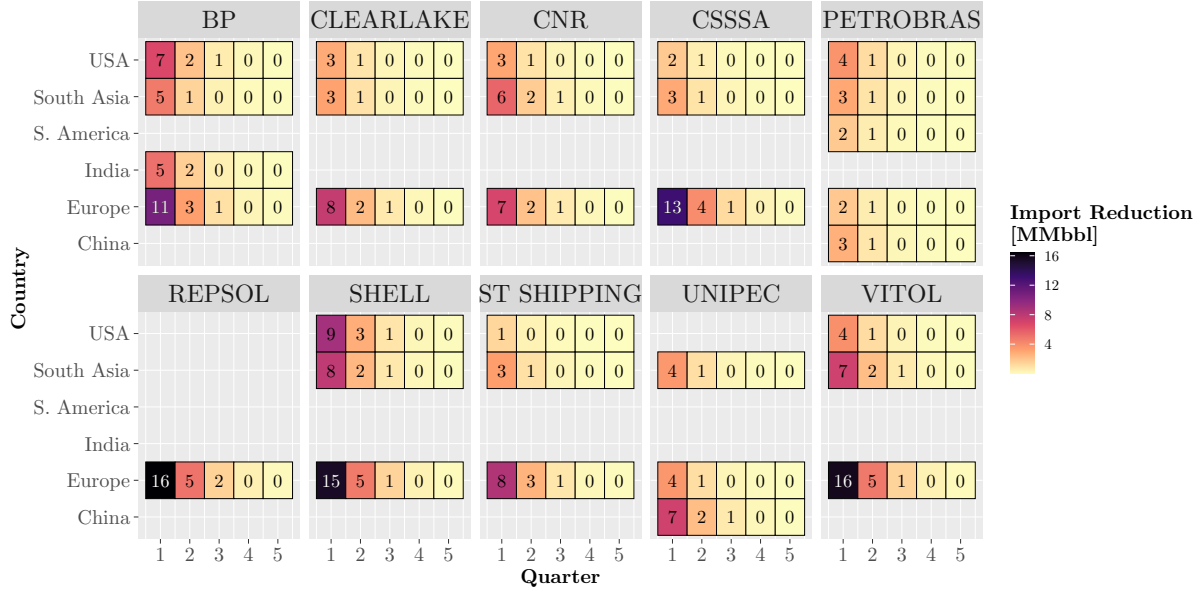 BP CLEARLAKE CNR CSSSA PETROBRAS
USA 7 2 1 0 0 3 1 0 0 0 3 1 0 0 0 2 1 0 0 0 4 1 0 0 0
South Asia 5 1 0 0 0 3 1 0 0 0 6 2 1 0 0 3 1 0 0 0 3 1 0 0 0
S. America 2 1 0 0 0
India 5 2 0 0 0
Europe 11 3 1 0 0 8 2 1 0 0 7 2 1 0 0 13 4 1 0 0 2 1 0 0 0
China 3 1 0 0 0
REPSOL SHELL ST SHIPPING UNIPEC VITOL
USA 9 3 1 0 0 1 0 0 0 0 4 1 0 0 0
South Asia 8 2 1 0 0 3 1 0 0 0 4 1 0 0 0 7 2 1 0 0
S. America
India
Europe 16 5 2 0 0 15 5 1 0 0 8 3 1 0 0 4 1 0 0 0 16 5 1 0 0
China 7 2 1 0 0
1 2 3 4 5 1 2 3 4 5 1 2 3 4 5 1 2 3 4 5 1 2 3 4 5
Quarter
Country
Import Reduction
[MMbbl]
16
12
8
4